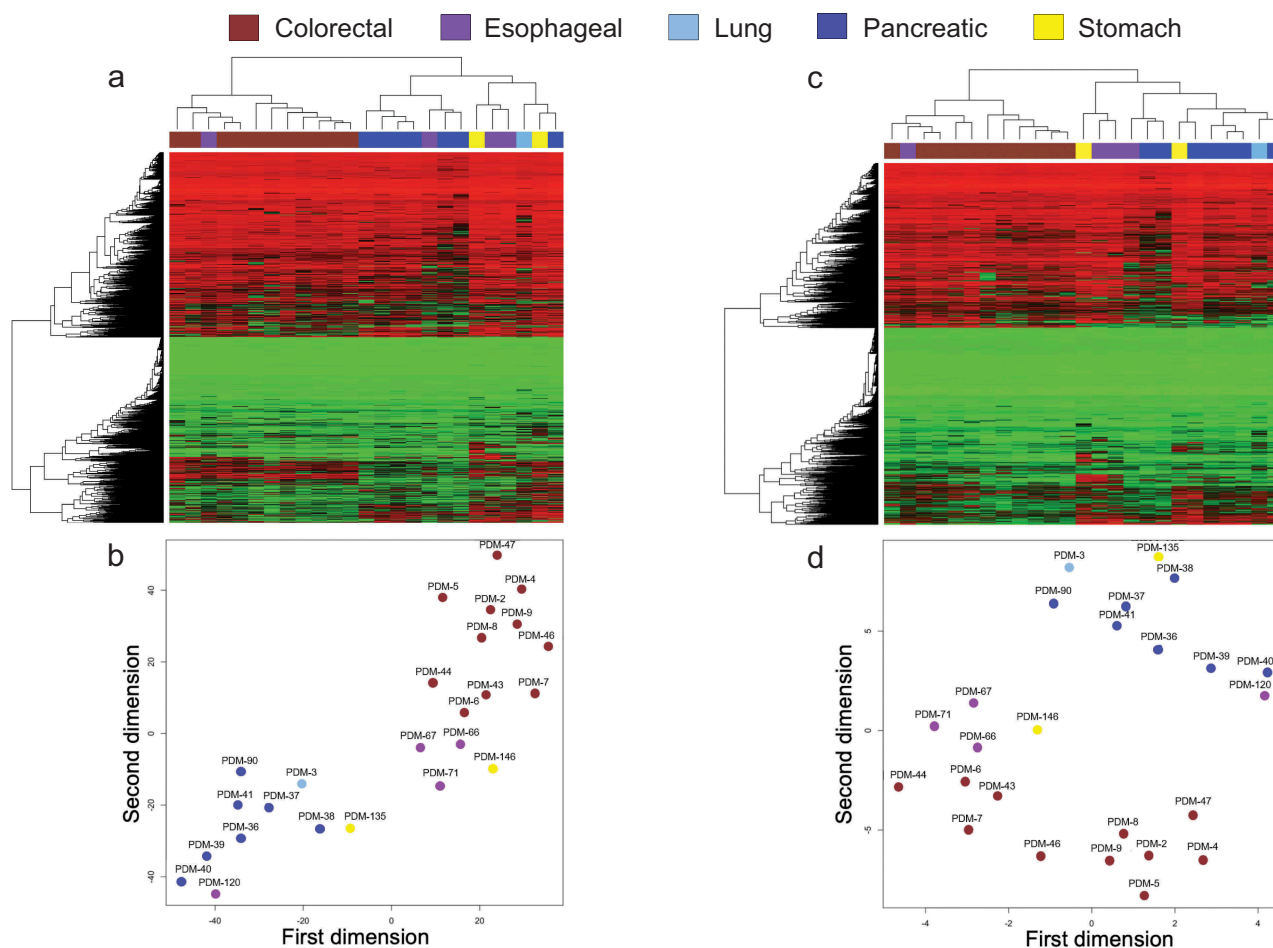 Colorectal Esophageal Lung Pancreatic Stomach
a
c
b
PDM-47
PDM-5
PDM-4
PDM-2
PDM-9
PDM-8
PDM-46
PDM-44
PDM-43
PDM-7
PDM-6
PDM-67
PDM-66
PDM-146
PDM-71
PDM-90
PDM-3
PDM-41
PDM-37
PDM-36
PDM-38
PDM-135
PDM-39
PDM-40
PDM-120
40
20
0
-20
-40
Second dimension
-40 -20 0 20
First dimension
d
PDM-135
PDM-3
PDM-38
PDM-90
PDM-37
PDM-41
PDM-36
PDM-39
PDM-40
PDM-120
PDM-67
PDM-71
PDM-146
PDM-66
PDM-6
PDM-44
PDM-43
PDM-47
PDM-7
PDM-8
PDM-46
PDM-9
PDM-2
PDM-4
PDM-5
5
0
-5
Second dimension
-4 -2 0 2 4
First dimension